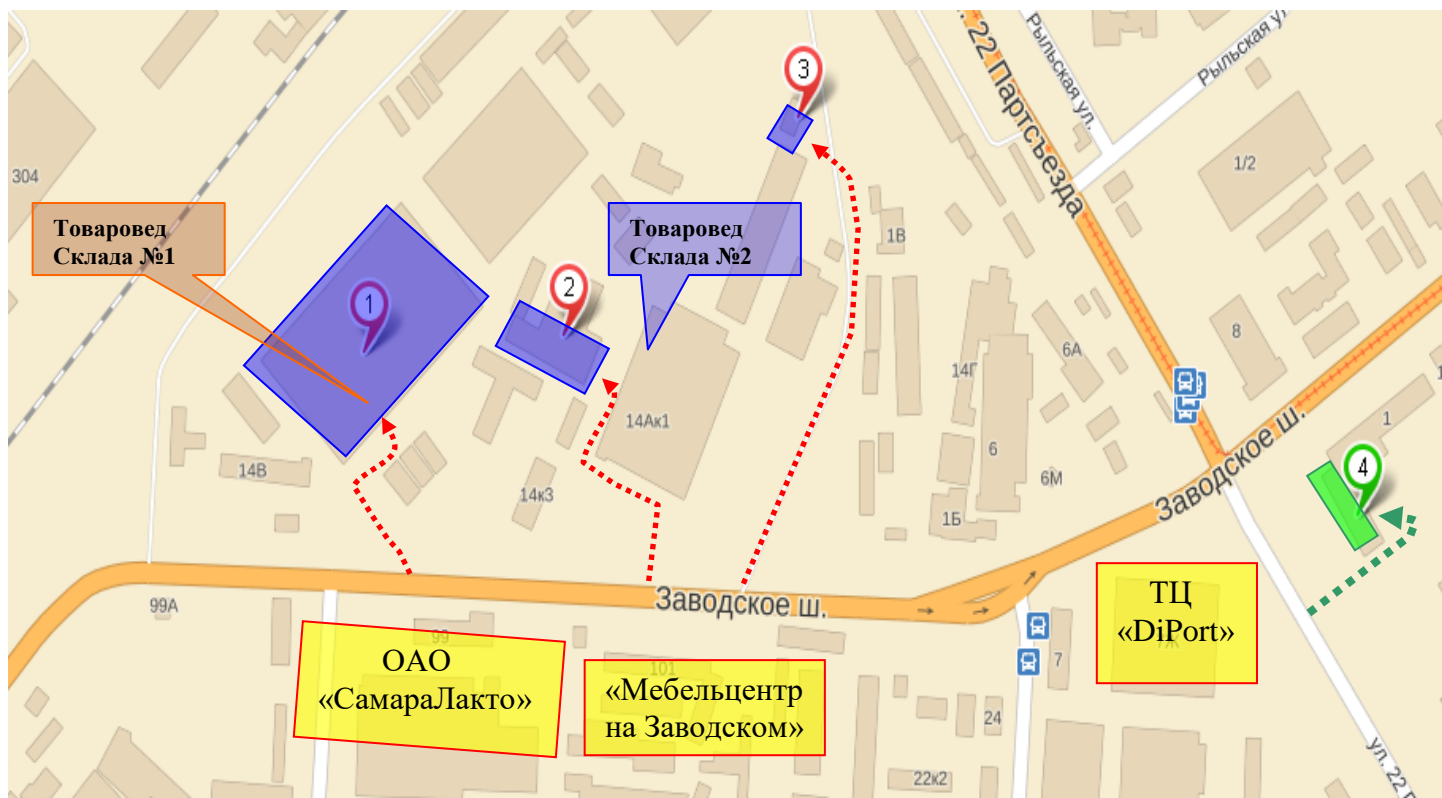 . 22 Партсъезда
Рыльская ул.
Рыльская у
3
304
1/2
Товаровед
Склада №1
Товаровед
Склада №2
1В
1
2
8
6А
14Г
14Ак1
1
14В
14к3
6
6М
4
1Б
Заводское ш.
Заводское ш.
99А
99
ОАО
«СамараЛакто»
101
«Мебельцентр
на Заводском»
7
ТЦ
«DiPort»
24
22к2
ул. 22 П